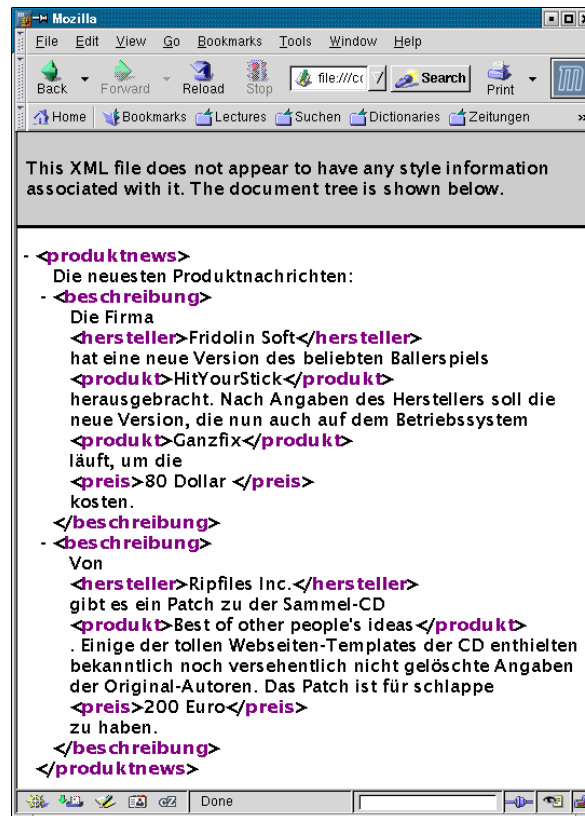 Mozilla
File Edit View Go Bookmarks Tools Window Help
Back Forward Reload Stop file:/// Search Print
Home Bookmarks Lectures Suchen Dictionaries Zeitungen »
This XML file does not appear to have any style information
associated with it. The document tree is shown below.
- <produktnews>
Die neuesten Produktnachrichten:
- <beschreibung>
Die Firma
<hersteller>Fridolin Soft</hersteller>
hat eine neue Version des beliebten Ballerspiels
<produkt>HitYourStick</produkt>
herausgebracht. Nach Angaben des Herstellers soll die
neue Version, die nun auch auf dem Betriebssystem
<produkt>Ganzfix</produkt>
läuft, um die
<preis>80 Dollar </preis>
kosten.
</beschreibung>
- <beschreibung>
Von
<hersteller>Ripfiles Inc.</hersteller>
gibt es ein Patch zu der Sammel-CD
<produkt>Best of other people's ideas</produkt>
. Einige der tollen Webseiten-Templates der CD enthielten
bekanntlich noch versehentlich nicht gelöschte Angaben
der Original-Autoren. Das Patch ist für schlappe
<preis>200 Euro</preis>
zu haben.
</beschreibung>
</produktnews>
Done